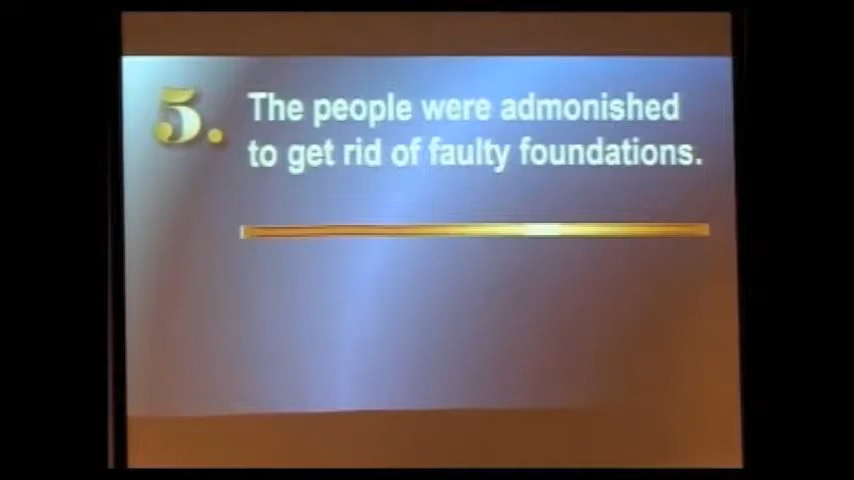 5. The people were admonished
to get rid of faulty foundations.